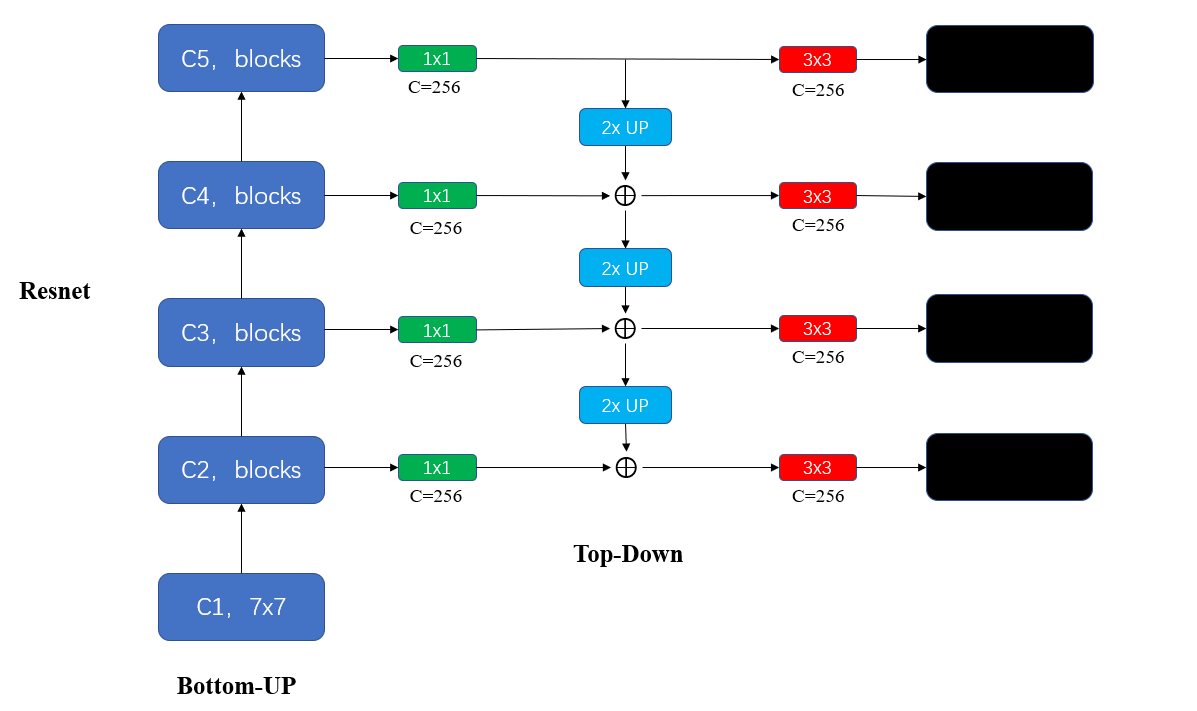 C5, blocks
1x1
C=256
3x3
C=256
2x UP
C4, blocks
1x1
C=256
3x3
C=256
2x UP
Resnet
C3, blocks
1x1
C=256
3x3
C=256
2x UP
C2, blocks
1x1
C=256
3x3
C=256
Top-Down
C1, 7x7
Bottom-UP